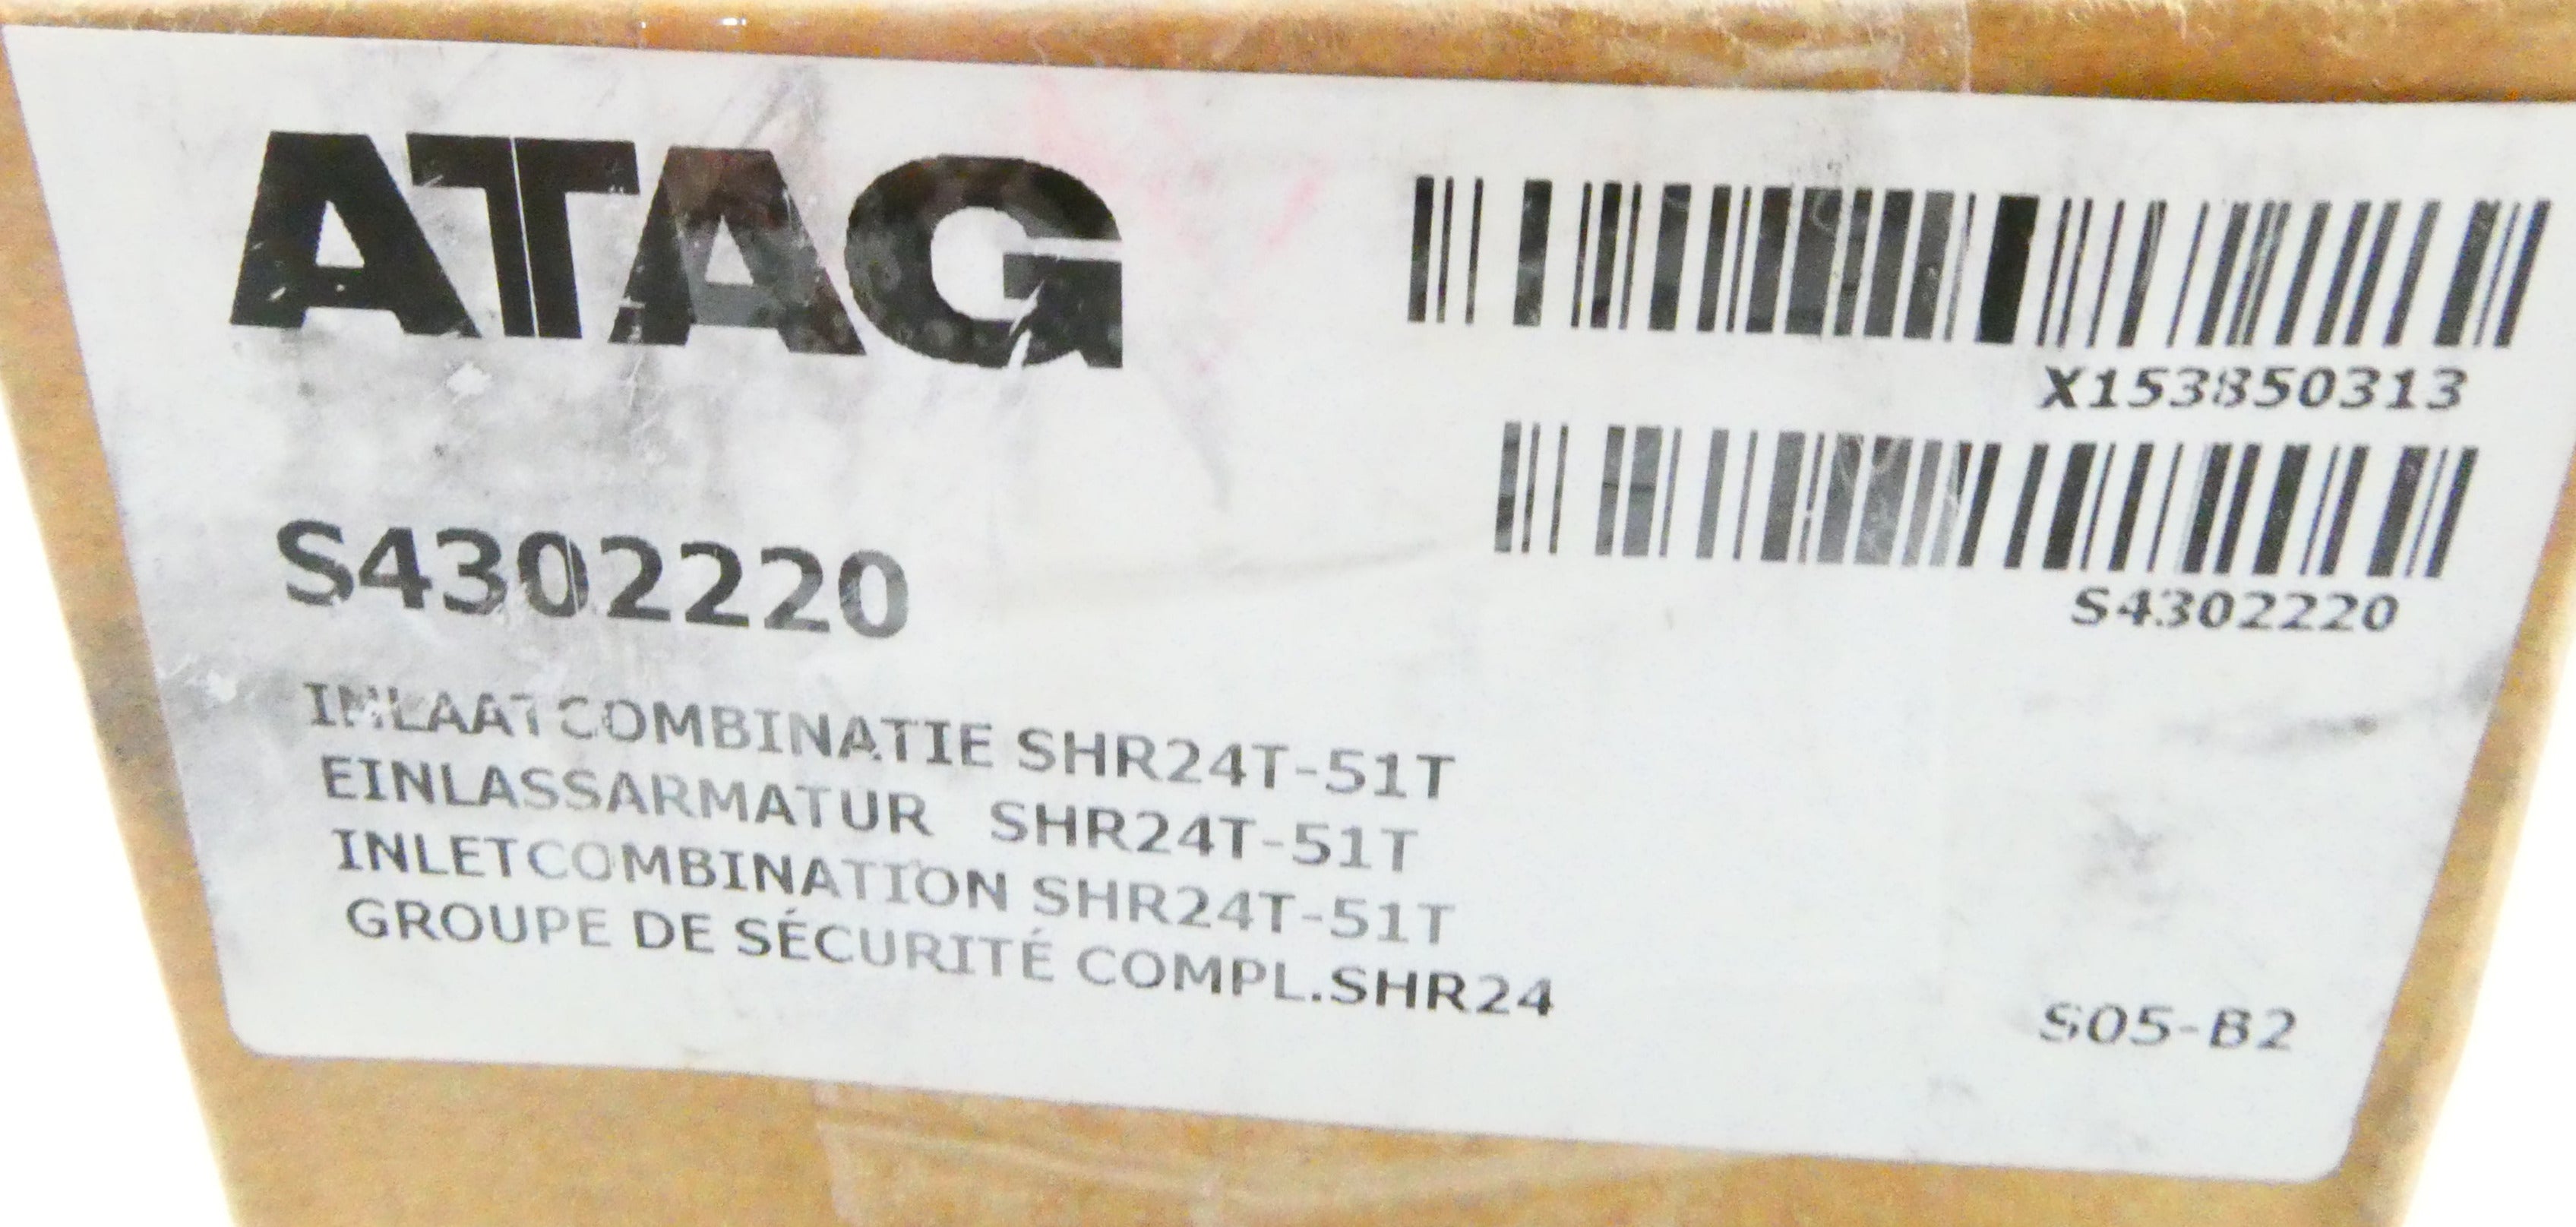 ATAG
X153850313
S4302220
S4302220
INLAATCOMBINATIE SHR24T-51T
EINLASSARMATUR SHR24T-51T
INLETCOMBINATION SHR24T-51T
GROUPE DE SÉCURITÉ COMPL.SHR24
S05-B2